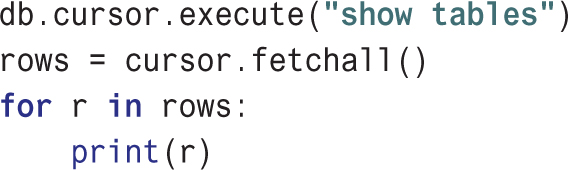 db.cursor.execute("show tables")
rows = cursor.fetchall()
for r in rows:
    print(r)